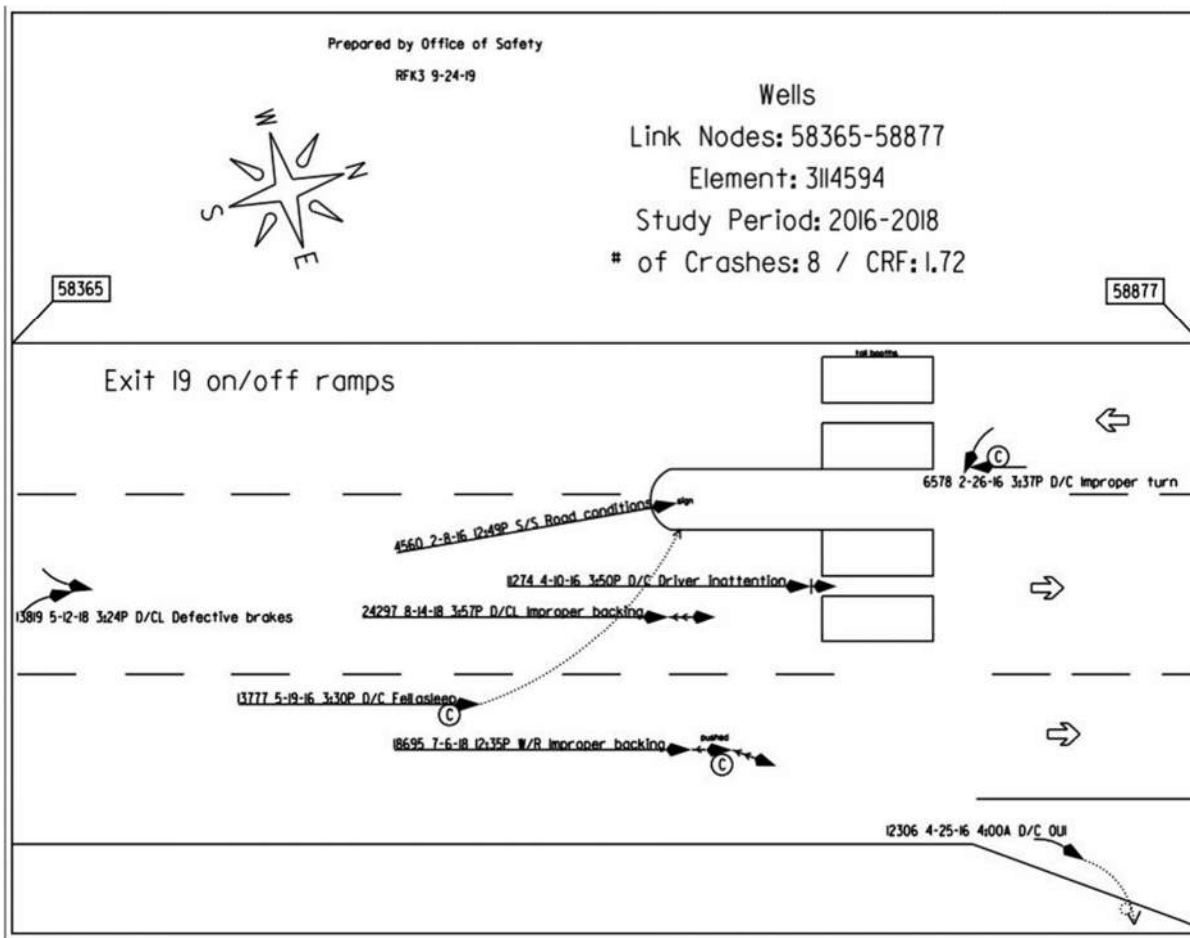 Prepared by Office of Safety
RFK3 9-24-19
Wells
Link Nodes: 58365-58877
Element: 3114594
Study Period: 2016-2018
# of Crashes: 8 / CRF: 1.72
W
N
S
E
58365
58877
toll booths
Exit 19 on/off ramps
C
6578 2-26-16 3:37P D/C Improper turn
sign
4560 2-8-16 12:49P S/S Road conditions
11274 4-10-16 3:50P D/C Driver inattention
13819 5-12-18 3:24P D/CL Defective brakes
24297 8-14-18 3:57P D/CL Improper backing
13777 5-19-16 3:30P D/C Fell asleep
C
pushed
18695 7-6-18 12:35P W/R Improper backing
C
12306 4-25-16 4:00A D/C OUI